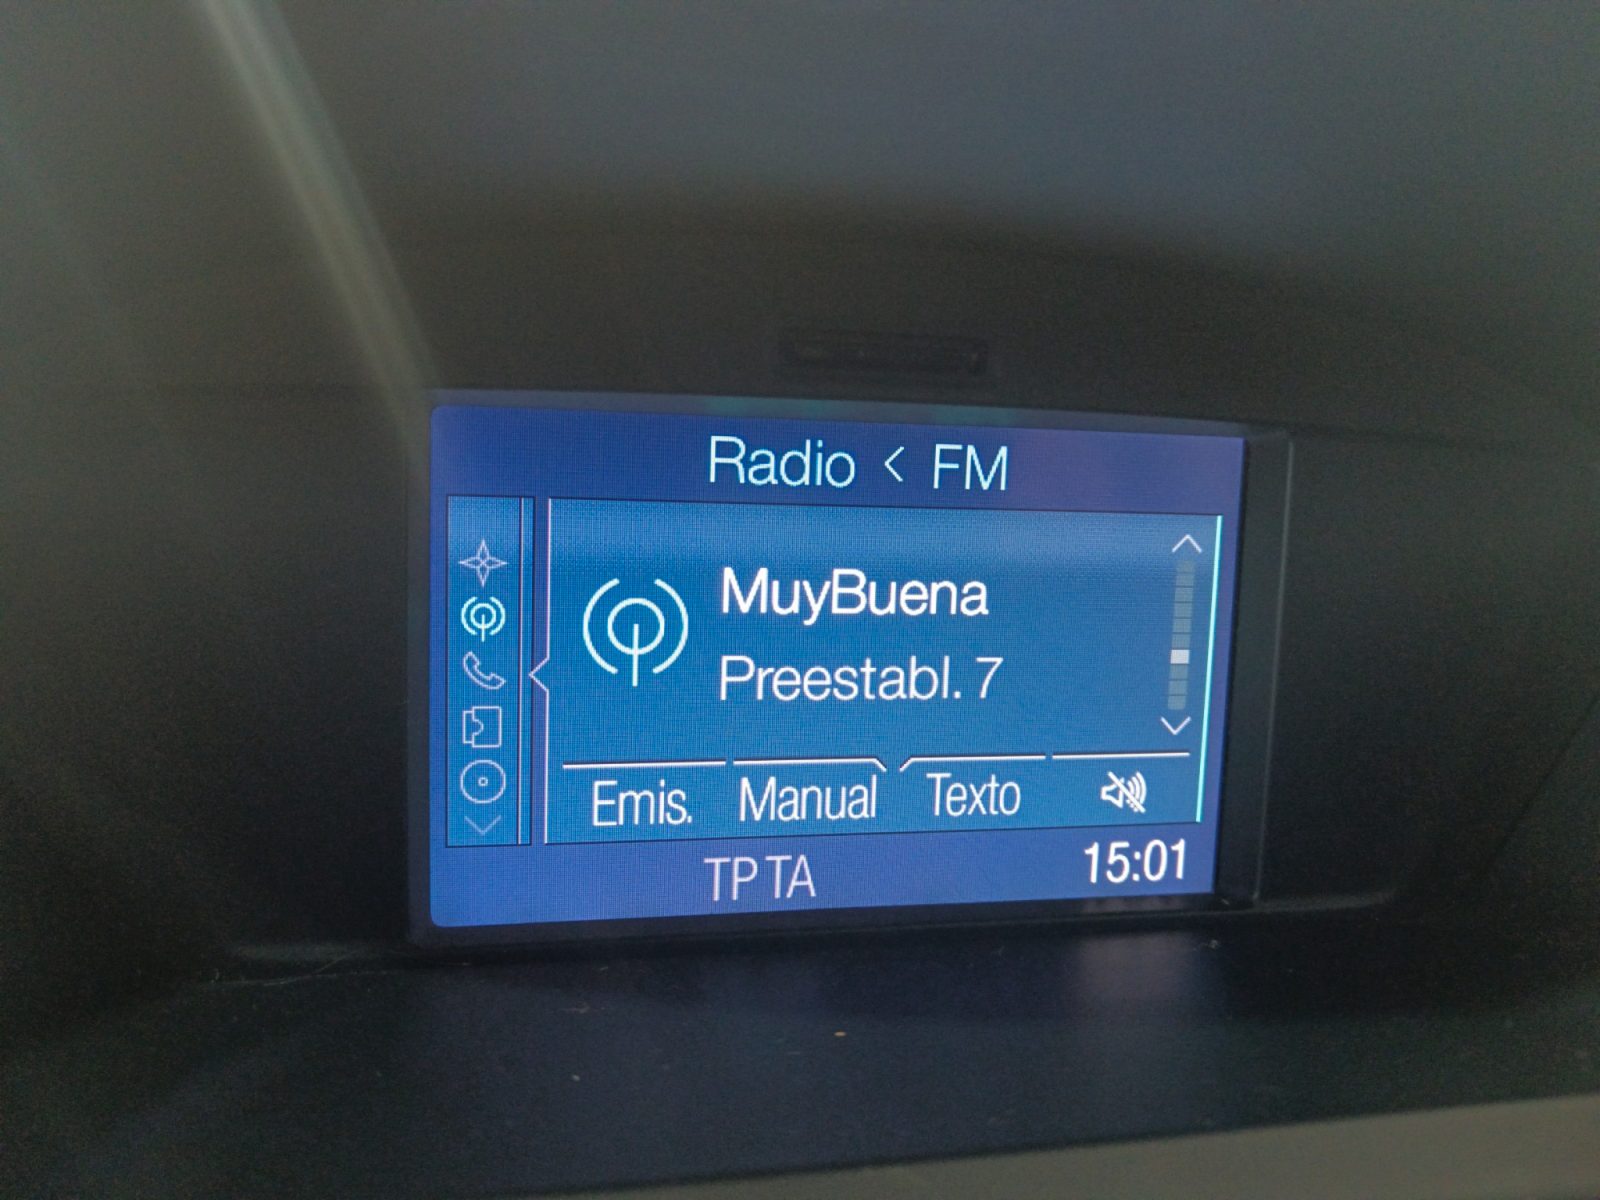 Radio < FM
MuyBuena
Preestabl. 7
Emis. Manual Texto
TP TA 15:01